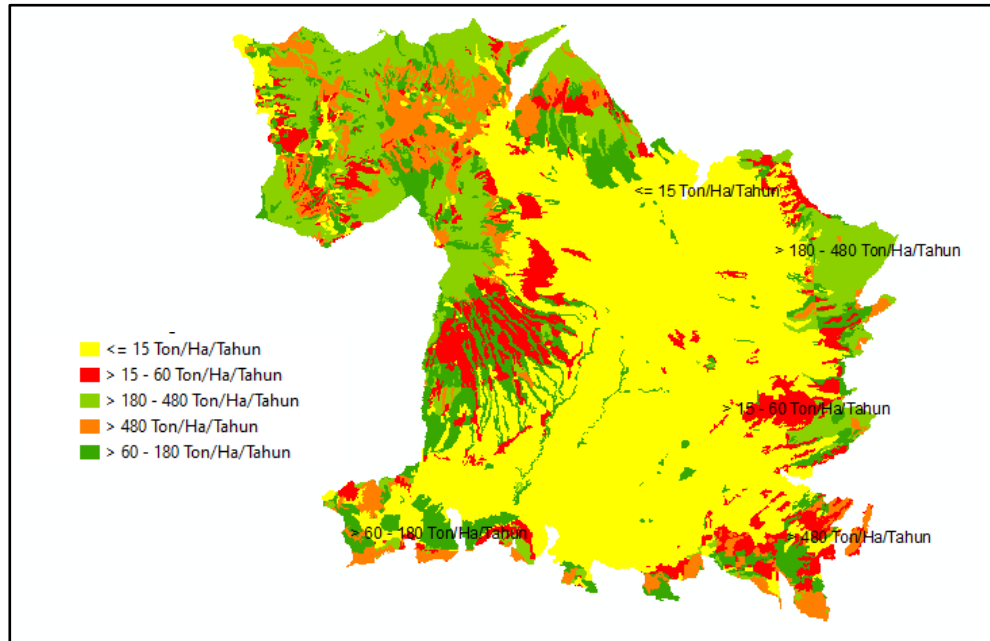 <= 15 Ton/Ha/Tahun
> 180 - 480 Ton/Ha/Tahun
-
<= 15 Ton/Ha/Tahun
> 15 - 60 Ton/Ha/Tahun
> 180 - 480 Ton/Ha/Tahun
> 480 Ton/Ha/Tahun
> 60 - 180 Ton/Ha/Tahun
> 15 - 60 Ton/Ha/Tahun
> 60 - 180 Ton/Ha/Tahun
> 480 Ton/Ha/Tahun